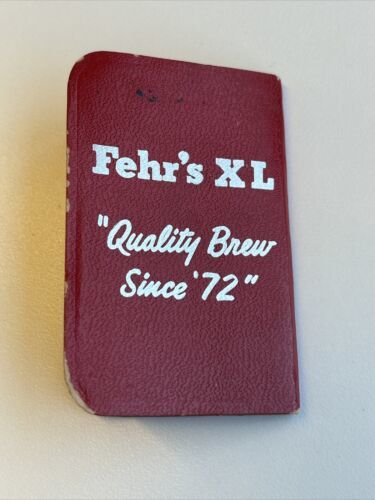 Fehr's XL
"Quality Brew
Since '72"